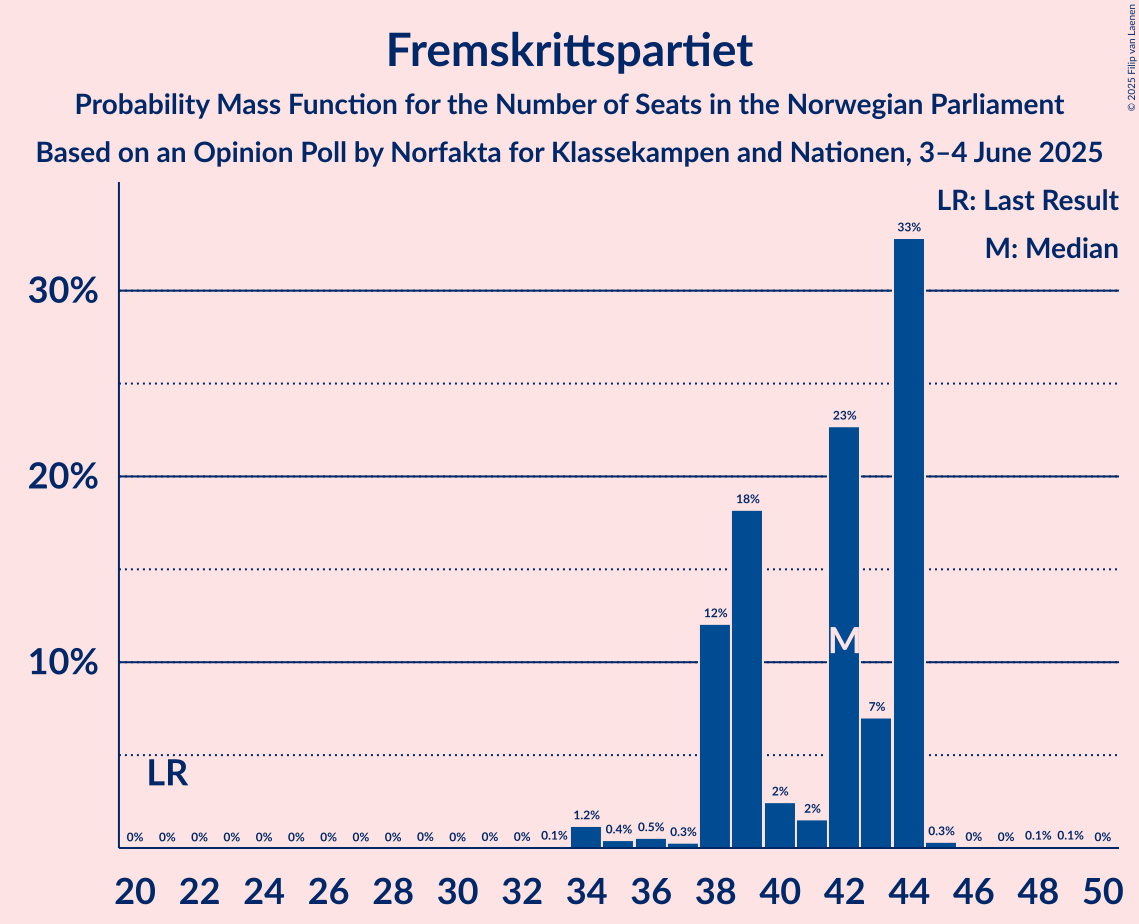 Fremskrittspartiet
Probability Mass Function for the Number of Seats in the Norwegian Parliament
Based on an Opinion Poll by Norfakta for Klassekampen and Nationen, 3–4 June 2025
© 2025 Filip van Laenen
LR: Last Result
M: Median
30%
20%
10%
LR
M
0% 0% 0% 0% 0% 0% 0% 0% 0% 0% 0% 0% 0% 0.1% 1.2% 0.4% 0.5% 0.3% 12% 18% 2% 2% 23% 7% 33% 0.3% 0% 0% 0.1% 0.1% 0%
20 22 24 26 28 30 32 34 36 38 40 42 44 46 48 50